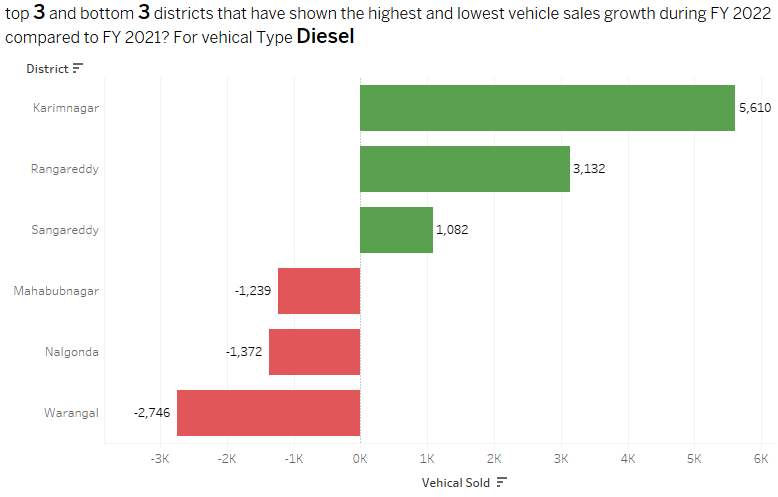 top 3 and bottom 3 districts that have shown the highest and lowest vehicle sales growth during FY 2022
compared to FY 2021? For vehical Type Diesel
District
Karimnagar 5,610
Rangareddy 3,132
Sangareddy 1,082
Mahabubnagar -1,239
Nalgonda -1,372
Warangal -2,746
-3K -2K -1K 0K 1K 2K 3K 4K 5K 6K
Vehical Sold